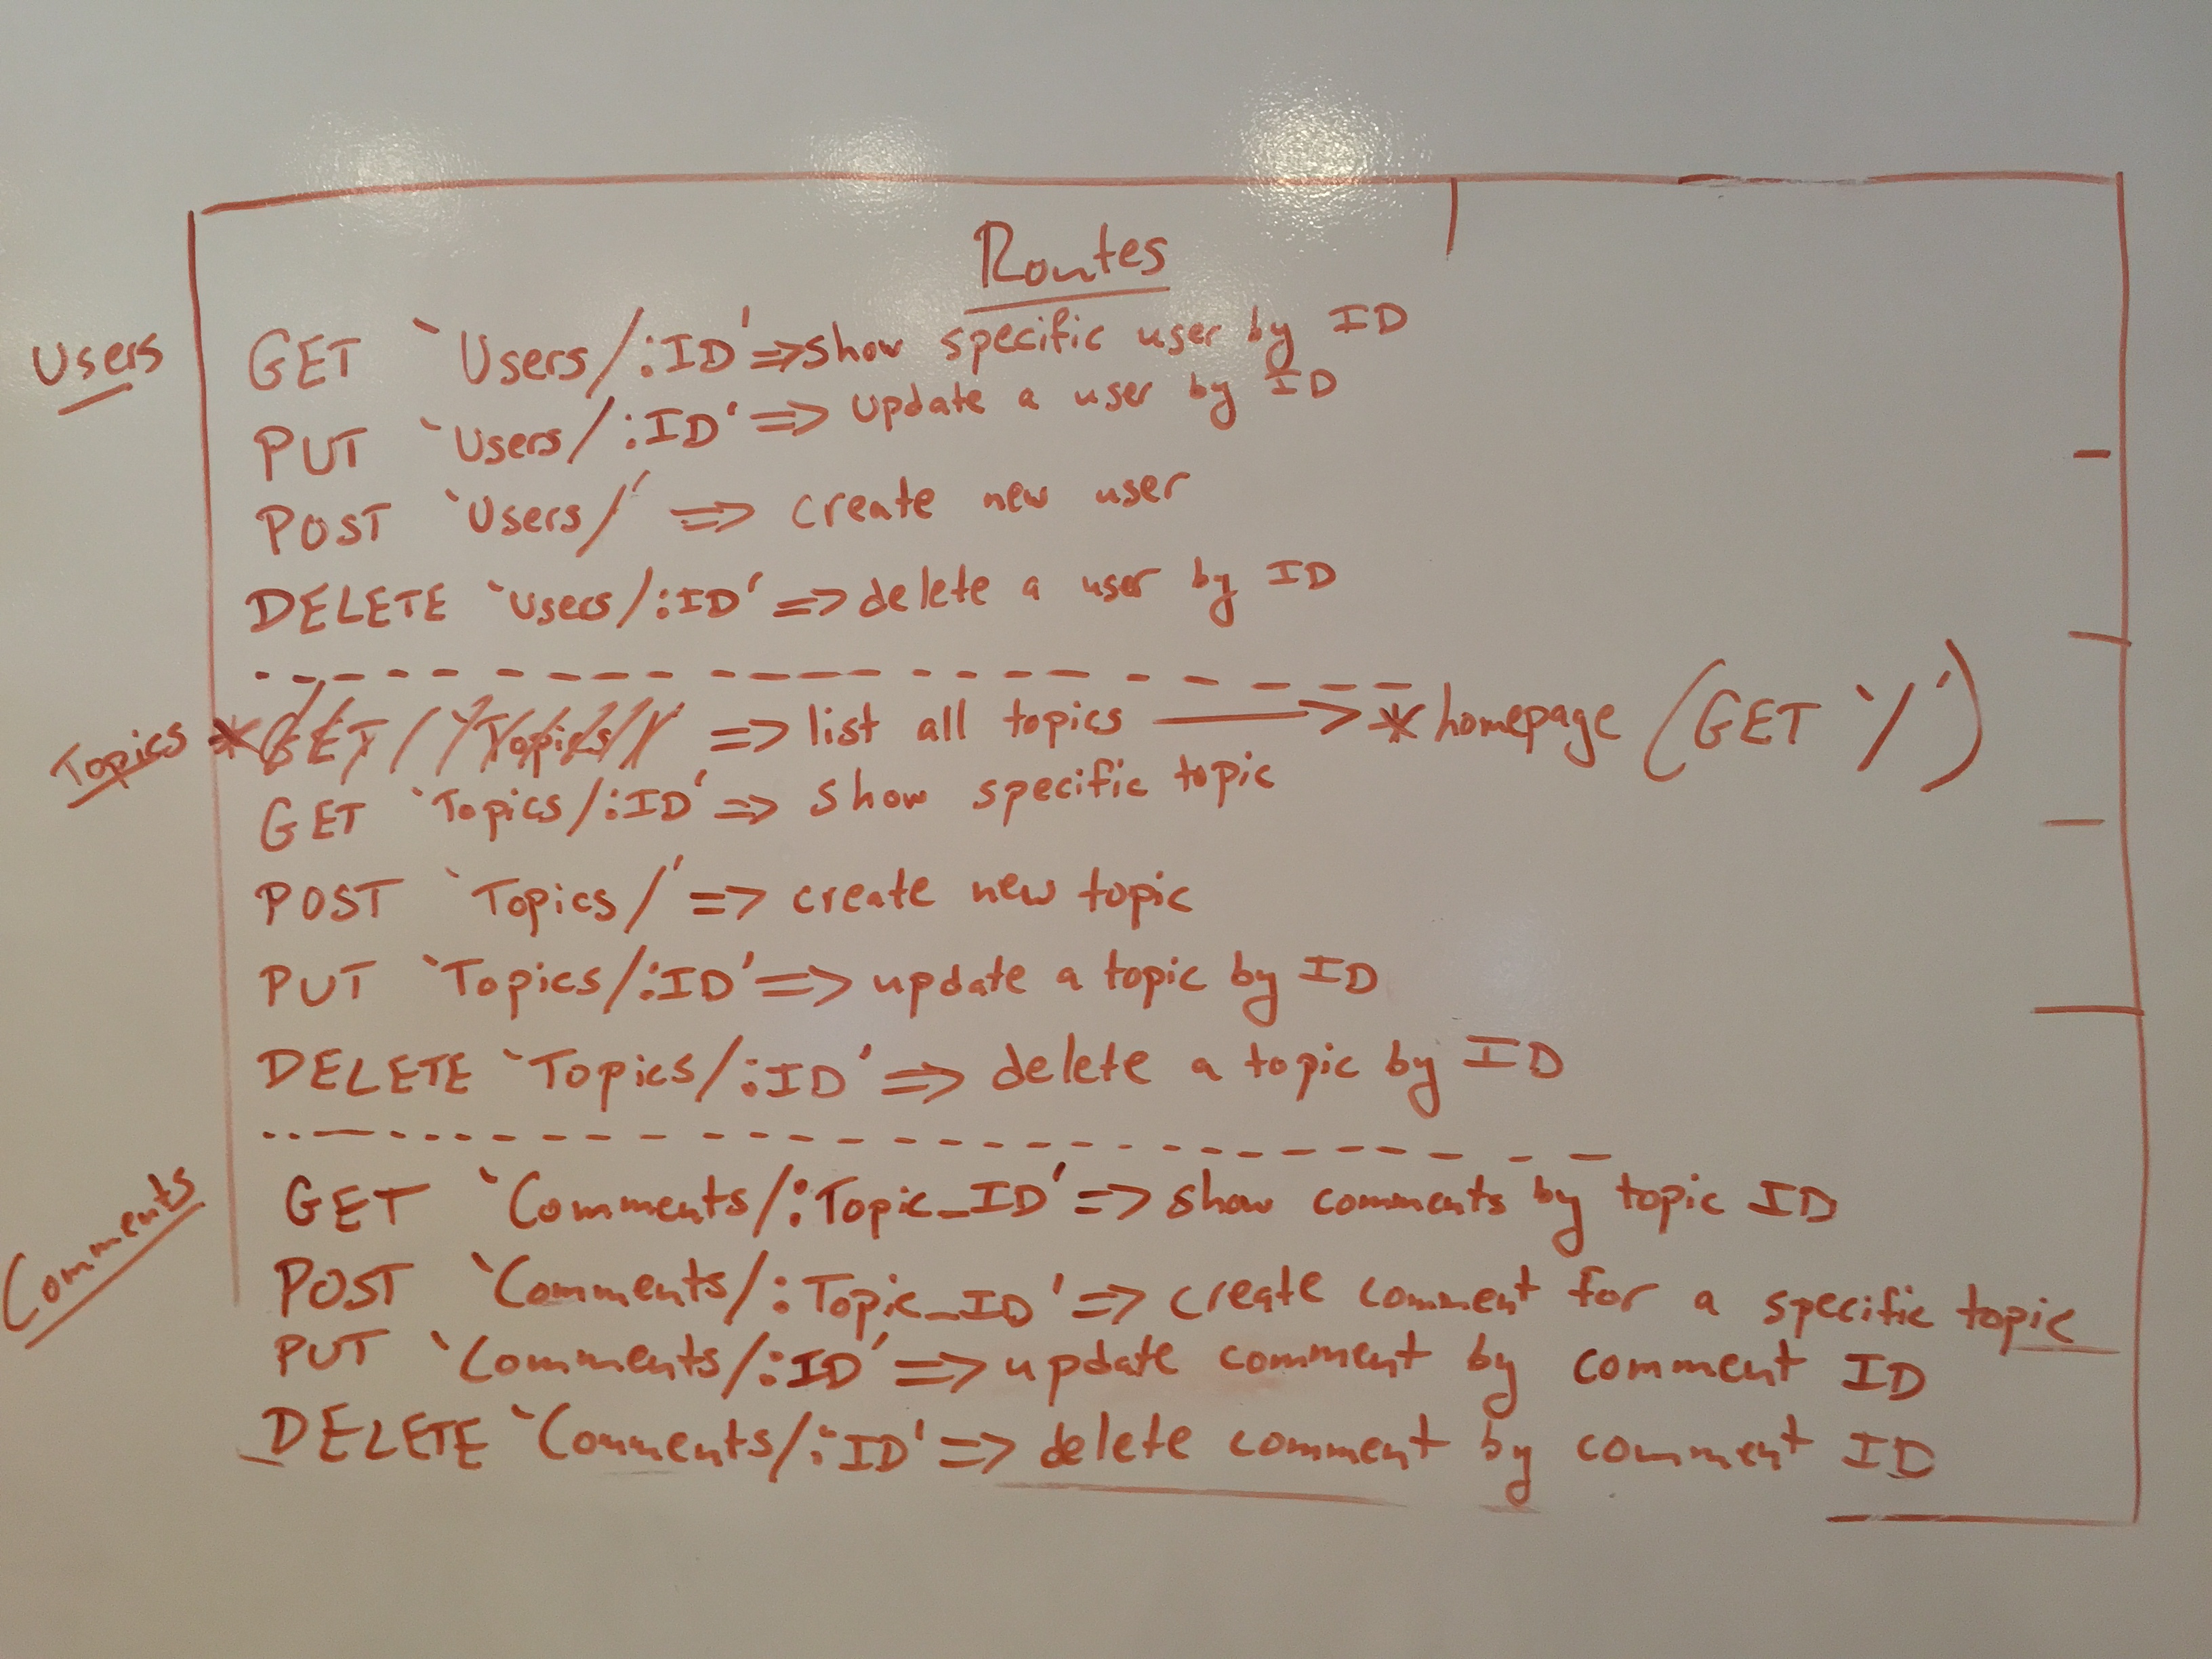 Routes
Users
GET `Users/:ID' => show specific user by ID
PUT `Users/:ID' => update a user by ID
POST `Users/' => create new user
DELETE `Users/:ID' => delete a user by ID
Topics * GET `Topics/' => list all topics → * homepage (GET `/')
GET `Topics/:ID' => show specific topic
POST `Topics/' => create new topic
PUT `Topics/:ID' => update a topic by ID
DELETE `Topics/:ID' => delete a topic by ID
Comments
GET `Comments/:Topic_ID' => show comments by topic ID
POST `Comments/:Topic_ID' => create comment for a specific topic
PUT `Comments/:ID' => update comment by comment ID
DELETE `Comments/:ID' => delete comment by comment ID